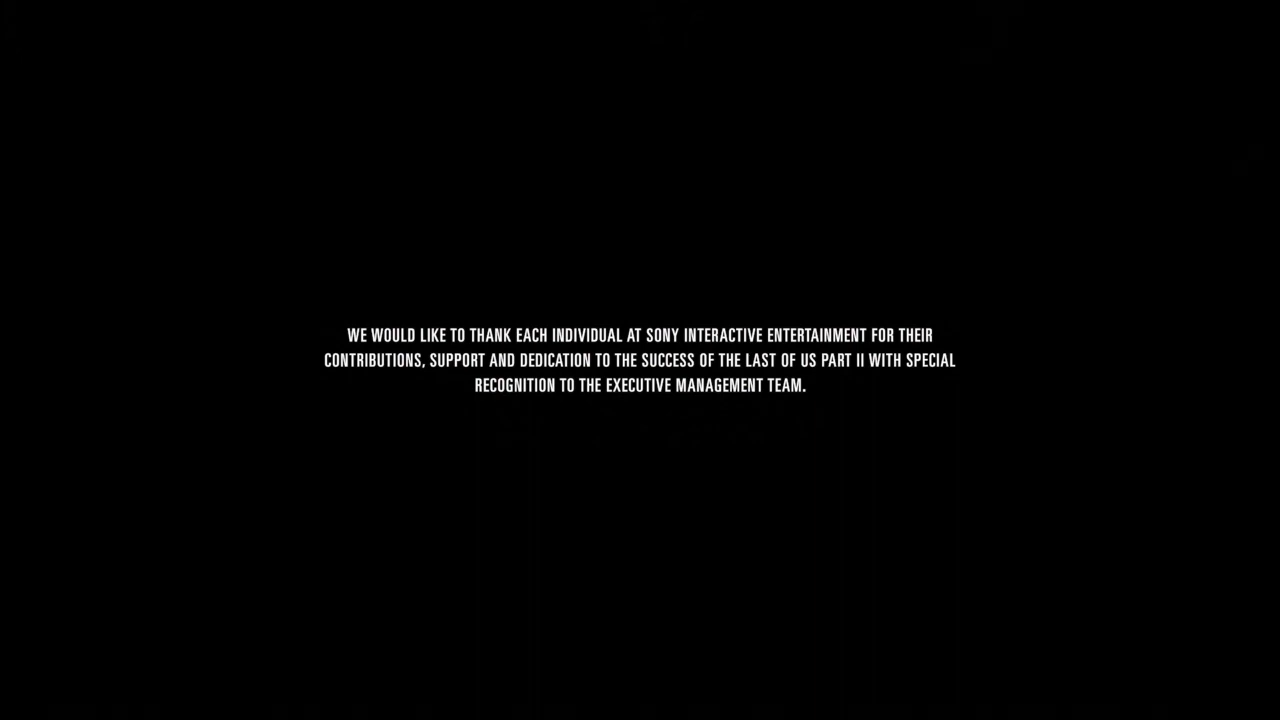 WE WOULD LIKE TO THANK EACH INDIVIDUAL AT SONY INTERACTIVE ENTERTAINMENT FOR THEIR
CONTRIBUTIONS, SUPPORT AND DEDICATION TO THE SUCCESS OF THE LAST OF US PART II WITH SPECIAL
RECOGNITION TO THE EXECUTIVE MANAGEMENT TEAM.